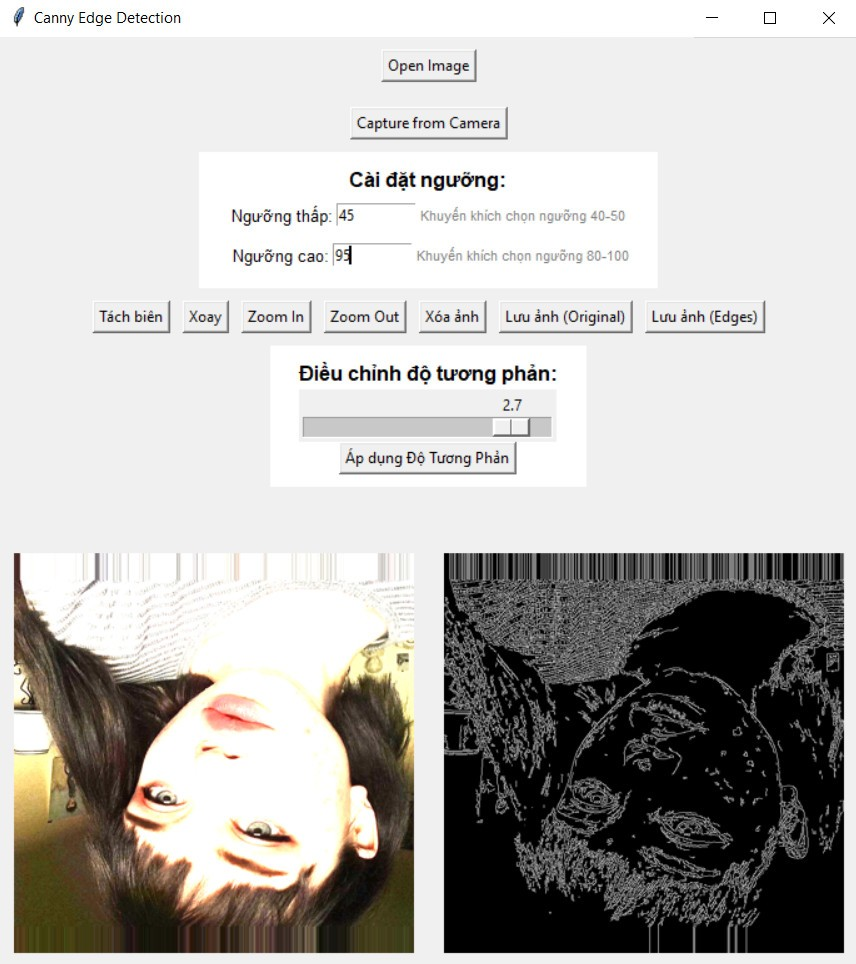 Canny Edge Detection
Open Image
Capture from Camera
Cài đặt ngưỡng:
Ngưỡng thấp: 45 Khuyến khích chọn ngưỡng 40-50
Ngưỡng cao: 95 Khuyến khích chọn ngưỡng 80-100
Tách biên Xoay Zoom In Zoom Out Xóa ảnh Lưu ảnh (Original) Lưu ảnh (Edges)
Điều chỉnh độ tương phản:
2.7
Áp dụng Độ Tương Phản